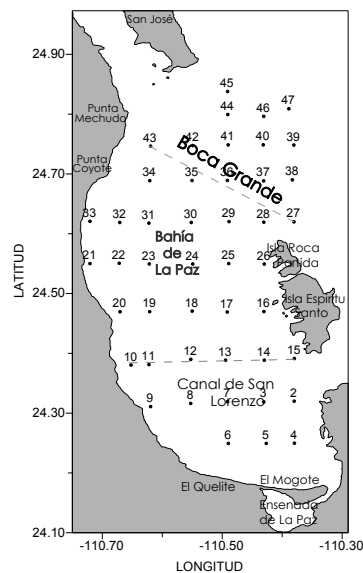 San José
24.90
45
44 46 47
Punta
Mechudo
43 42 41 40 39
Boca Grande
Punta
Coyote
34 35 36 37 38
24.70
33 32 31 30 29 28 27
Bahía
de
La Paz
Isla Roca
Partida
21 22 23 24 25 26
LATITUD
24.50
Isla Espíritu
Santo
20 19 18 17 16
10 11 12 13 14 15
Canal de San
Lorenzo
9 8 7 3 2
24.30
6 5 4
El Mogote
El Quelite
Ensenada
de La Paz
24.10
-110.70 -110.50 -110.30
LONGITUD